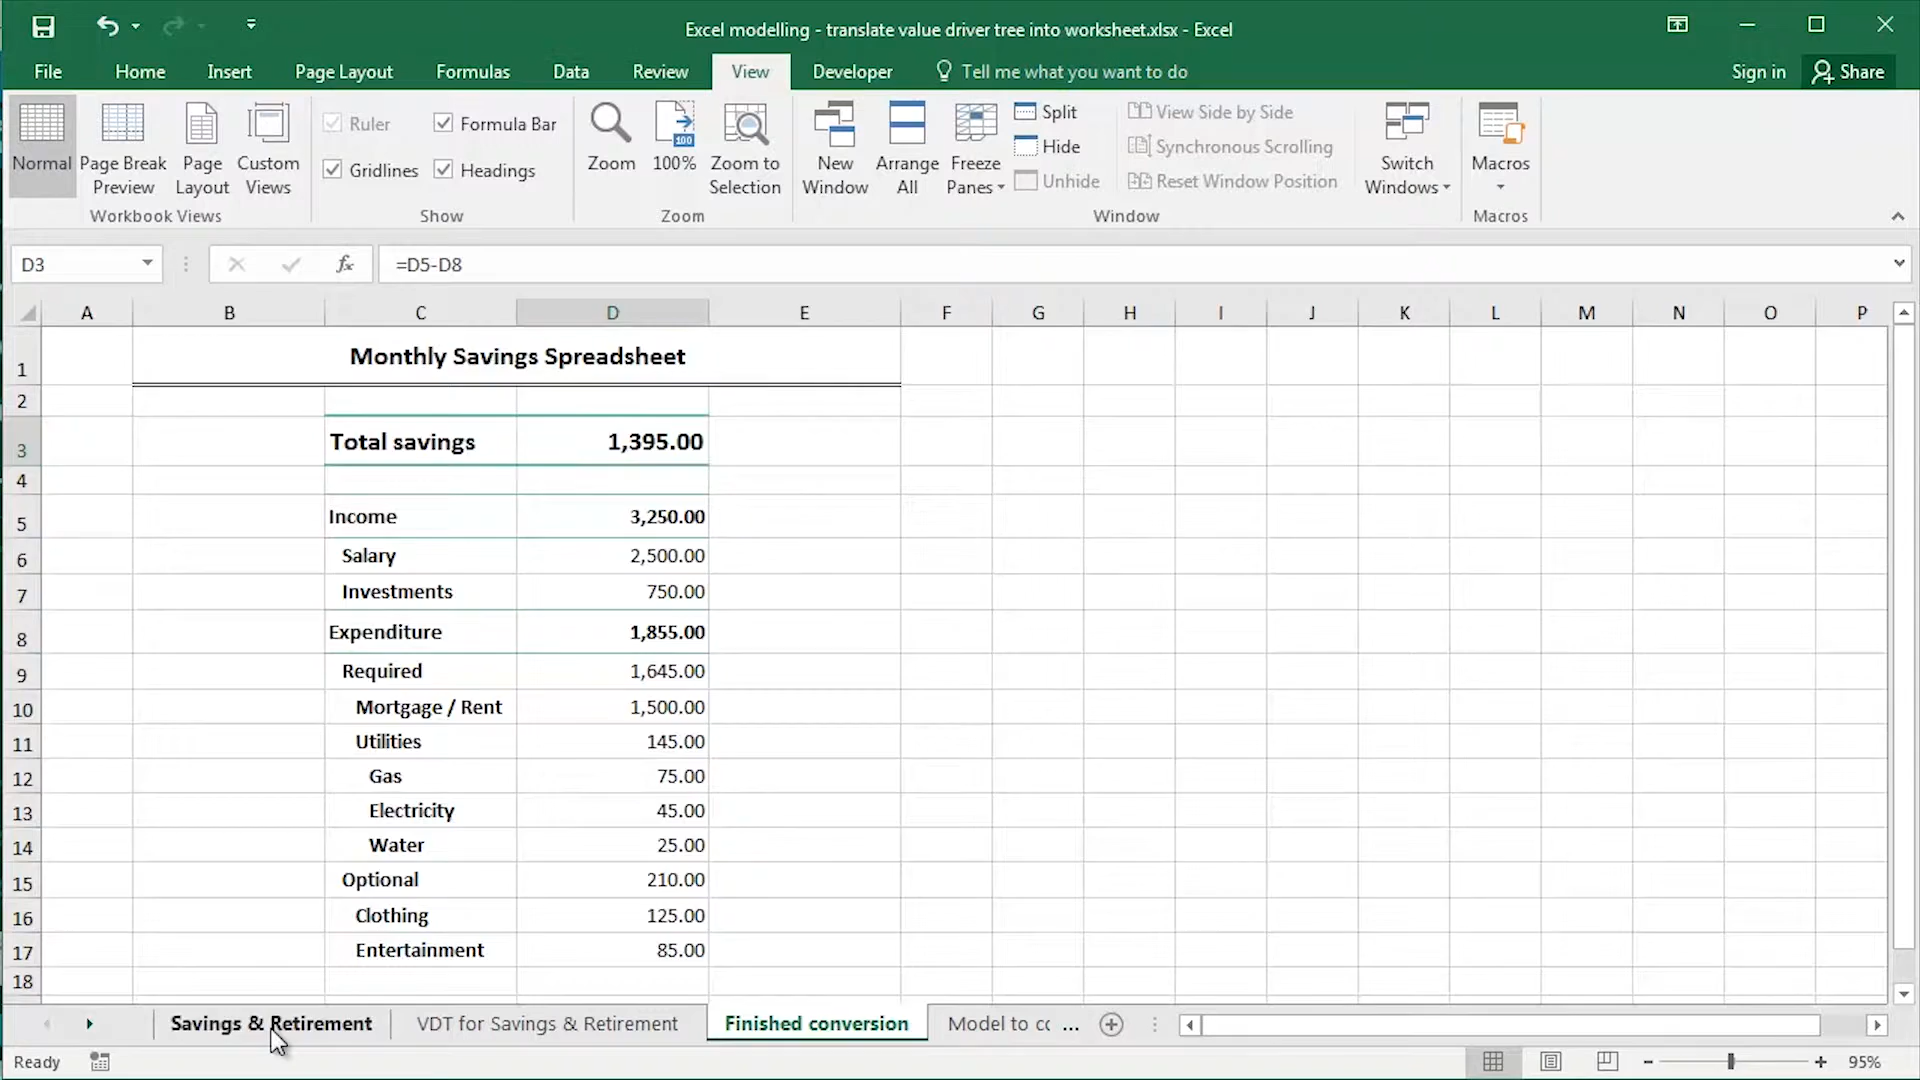 Excel modelling - translate value driver tree into worksheet.xlsx - Excel
File Home Insert Page Layout Formulas Data Review View Developer Tell me what you want to do Sign in Share
Normal
Page Break Preview
Page Layout
Custom Views
Workbook Views
Ruler
Formula Bar
Gridlines
Headings
Show
Zoom
100
100%
Zoom to Selection
Zoom
New Window
Arrange All
Freeze Panes
Split
Hide
Unhide
View Side by Side
Synchronous Scrolling
Reset Window Position
Switch Windows
Window
Macros
Macros
D3 fx =D5-D8
A B C D E F G H I J K L M N O P
1 Monthly Savings Spreadsheet
2
3 Total savings 1,395.00
4
5 Income 3,250.00
6 Salary 2,500.00
7 Investments 750.00
8 Expenditure 1,855.00
9 Required 1,645.00
10 Mortgage / Rent 1,500.00
11 Utilities 145.00
12 Gas 75.00
13 Electricity 45.00
14 Water 25.00
15 Optional 210.00
16 Clothing 125.00
17 Entertainment 85.00
18
Savings & Retirement VDT for Savings & Retirement Finished conversion Model to cc ...
Ready 95%